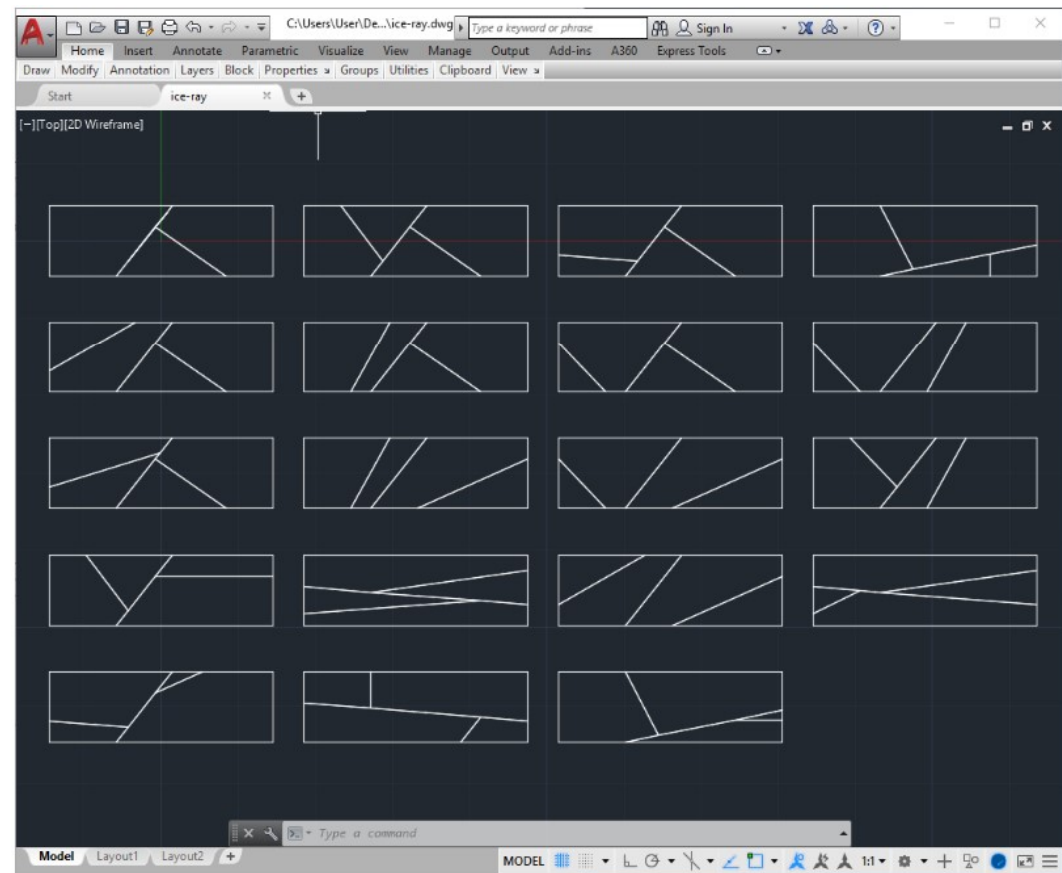 C:\Users\User\De...\ice-ray.dwg Type a keyword or phrase Sign In
Home Insert Annotate Parametric Visualize View Manage Output Add-ins A360 Express Tools
Draw Modify Annotation Layers Block Properties Groups Utilities Clipboard View
Start ice-ray
[−][Top][2D Wireframe]
Type a command
Model Layout1 Layout2 + MODEL 1:1